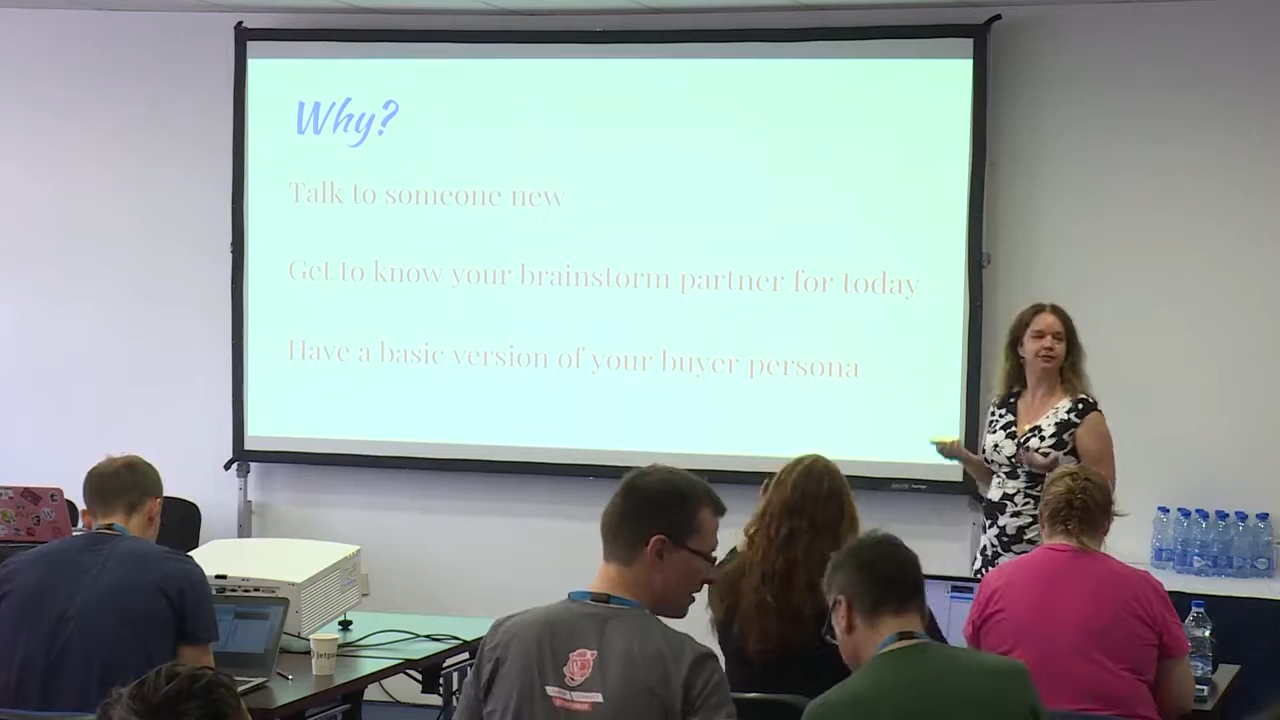 Why?
Talk to someone new
Get to know your brainstorm partner for today
Have a basic version of your buyer persona
Jetpa